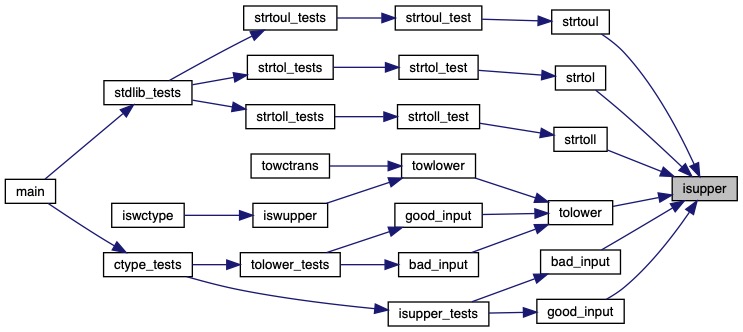 strtoul_tests
strtoul_test
strtoul
strtol_tests
strtol_test
strtol
stdlib_tests
strtoll_tests
strtoll_test
strtoll
towctrans
towlower
main
isupper
iswctype
iswupper
good_input
tolower
ctype_tests
tolower_tests
bad_input
bad_input
isupper_tests
good_input